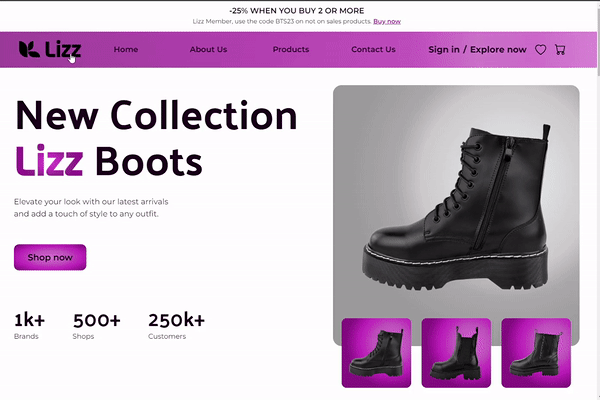 -25% WHEN YOU BUY 2 OR MORE
Lizz Member, use the code BTS23 on not on sales products. Buy now
Lizz Home About Us Products Contact Us Sign in / Explore now
New Collection
Lizz Boots
Elevate your look with our latest arrivals
and add a touch of style to any outfit.
Shop now
1k+ 500+ 250k+
Brands Shops Customers